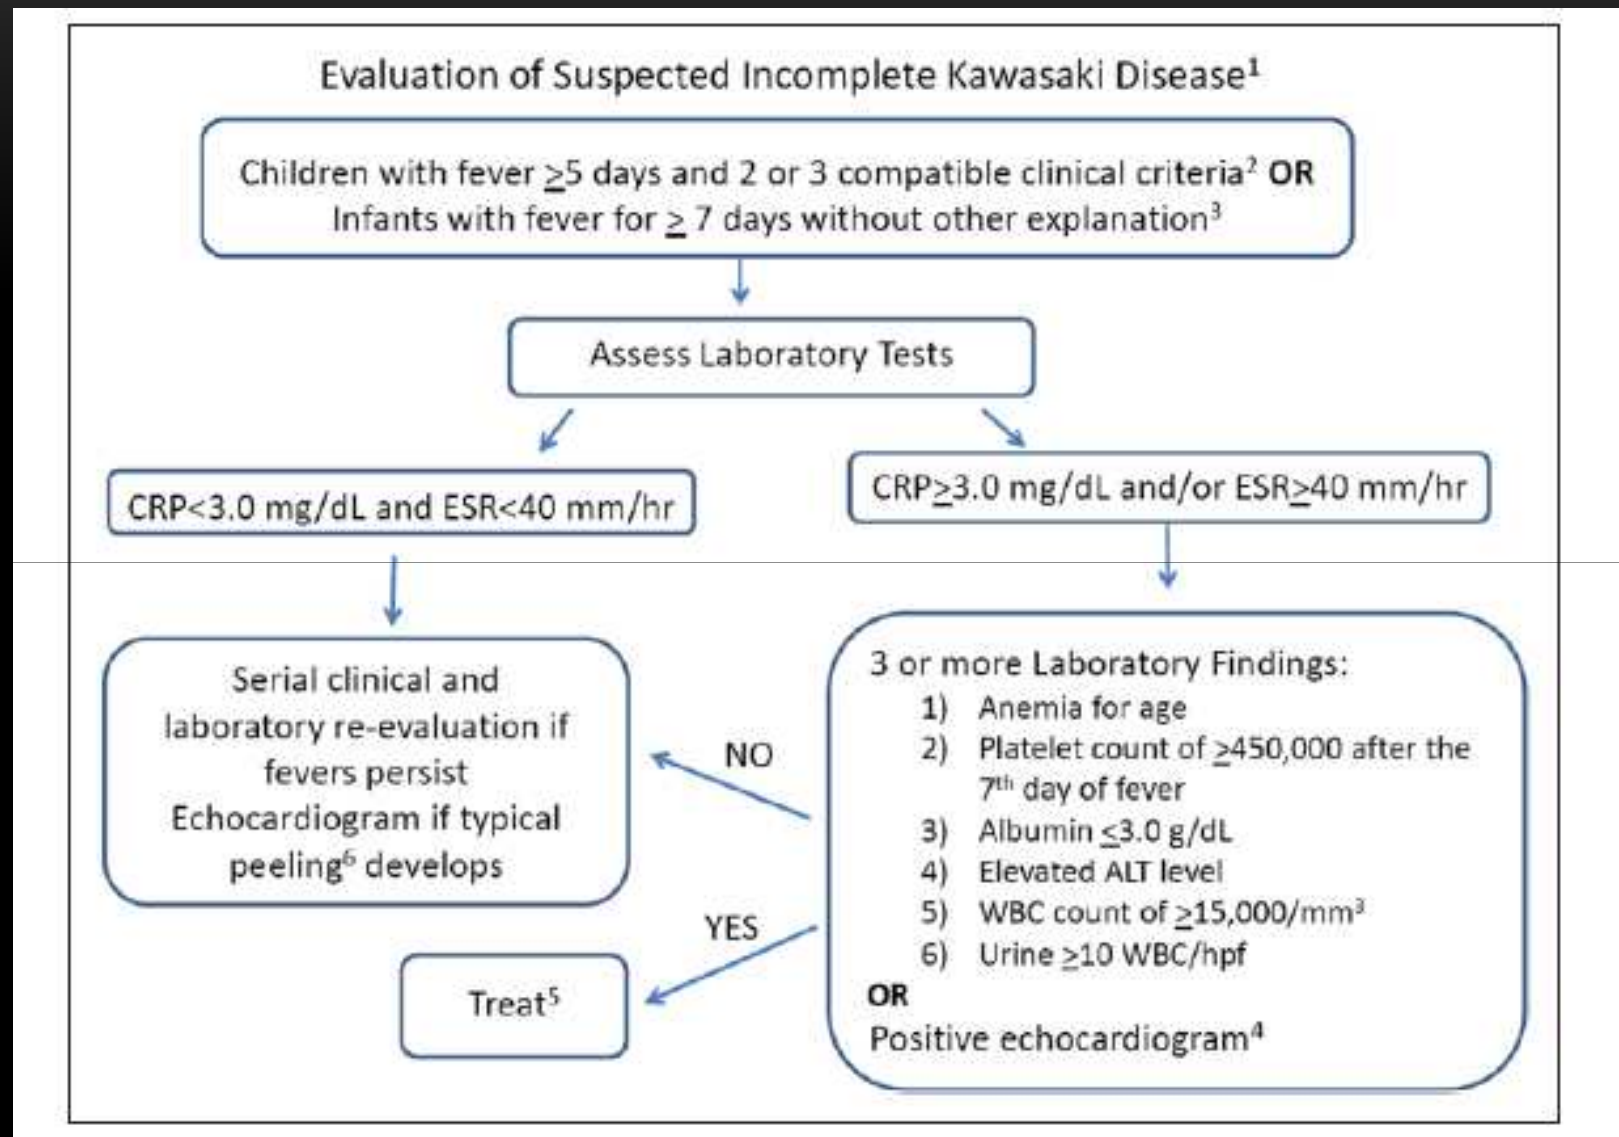 Evaluation of Suspected Incomplete Kawasaki Disease¹
Children with fever ≥5 days and 2 or 3 compatible clinical criteria² OR
Infants with fever for ≥ 7 days without other explanation³
Assess Laboratory Tests
CRP<3.0 mg/dL and ESR<40 mm/hr
CRP≥3.0 mg/dL and/or ESR≥40 mm/hr
Serial clinical and
laboratory re-evaluation if
fevers persist
Echocardiogram if typical
peeling⁶ develops
NO
YES
Treat⁵
3 or more Laboratory Findings:
1) Anemia for age
2) Platelet count of ≥450,000 after the
7th day of fever
3) Albumin ≤3.0 g/dL
4) Elevated ALT level
5) WBC count of ≥15,000/mm³
6) Urine ≥10 WBC/hpf
OR
Positive echocardiogram⁴